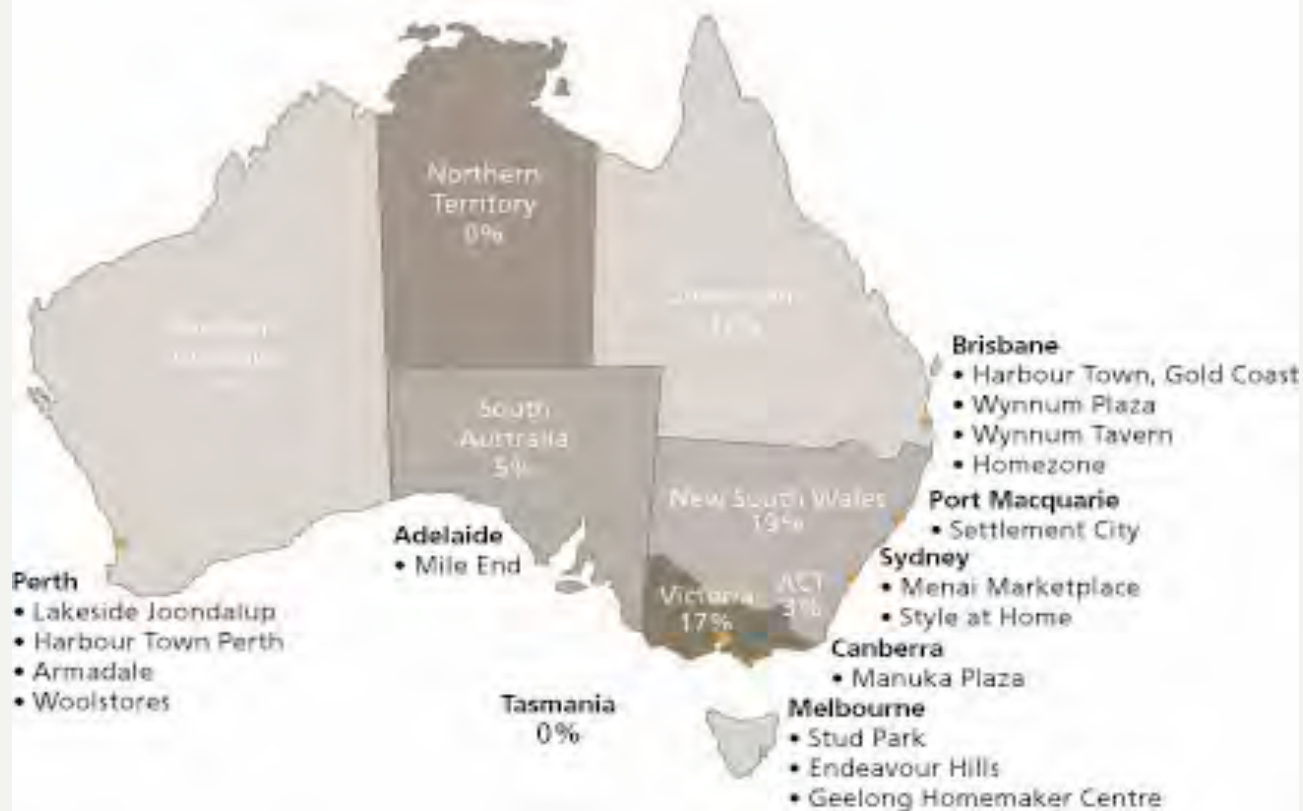 Northern
Territory
0%
South
Australia
5%
New South Wales
19%
Victoria
17%
ACT
3%
Brisbane
• Harbour Town, Gold Coast
• Wynnum Plaza
• Wynnum Tavern
• Homezone
Port Macquarie
• Settlement City
Sydney
• Menai Marketplace
• Style at Home
Canberra
• Manuka Plaza
Melbourne
• Stud Park
• Endeavour Hills
• Geelong Homemaker Centre
Adelaide
• Mile End
Perth
• Lakeside Joondalup
• Harbour Town Perth
• Armadale
• Woolstores
Tasmania
0%